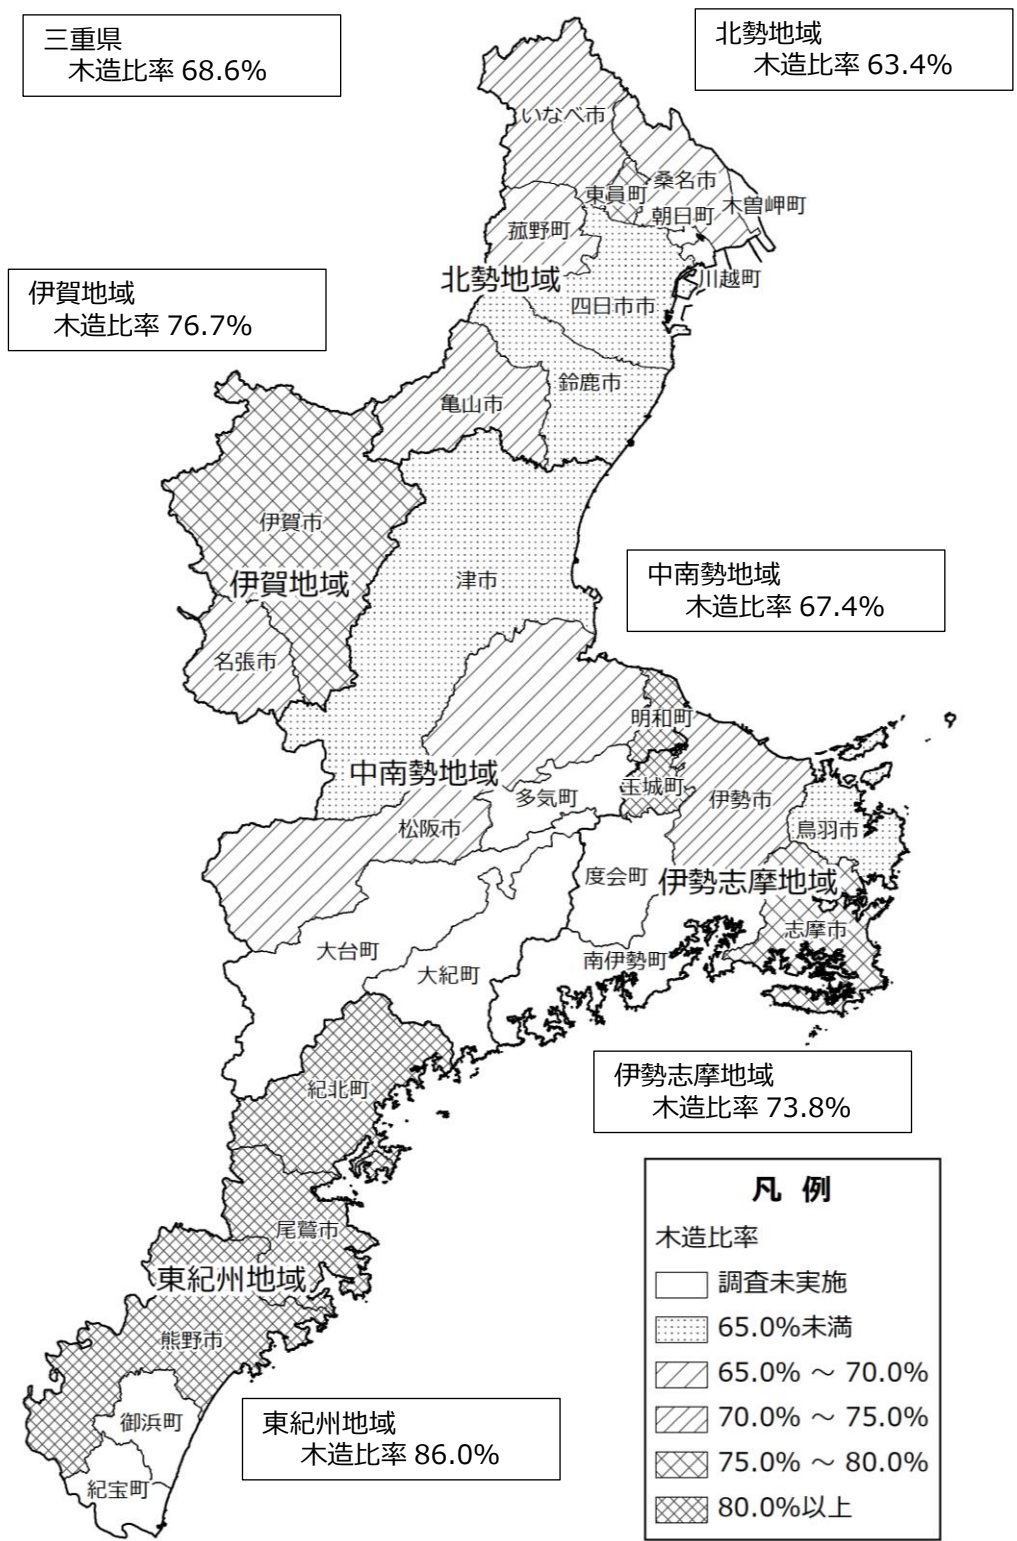 三重県
木造比率 68.6%
北勢地域
木造比率 63.4%
いなべ市
桑名市
東員町
木曽岬町
朝日町
菰野町
北勢地域
川越町
四日市市
伊賀地域
木造比率 76.7%
鈴鹿市
亀山市
伊賀市
伊賀地域
津市
中南勢地域
木造比率 67.4%
名張市
明和町
中南勢地域
玉城町
多気町
伊勢市
松阪市
鳥羽市
度会町
伊勢志摩地域
志摩市
大台町
南伊勢町
大紀町
紀北町
伊勢志摩地域
木造比率 73.8%
尾鷲市
東紀州地域
熊野市
御浜町
紀宝町
東紀州地域
木造比率 86.0%
凡 例
木造比率
調査未実施
65.0%未満
65.0% ～ 70.0%
70.0% ～ 75.0%
75.0% ～ 80.0%
80.0%以上